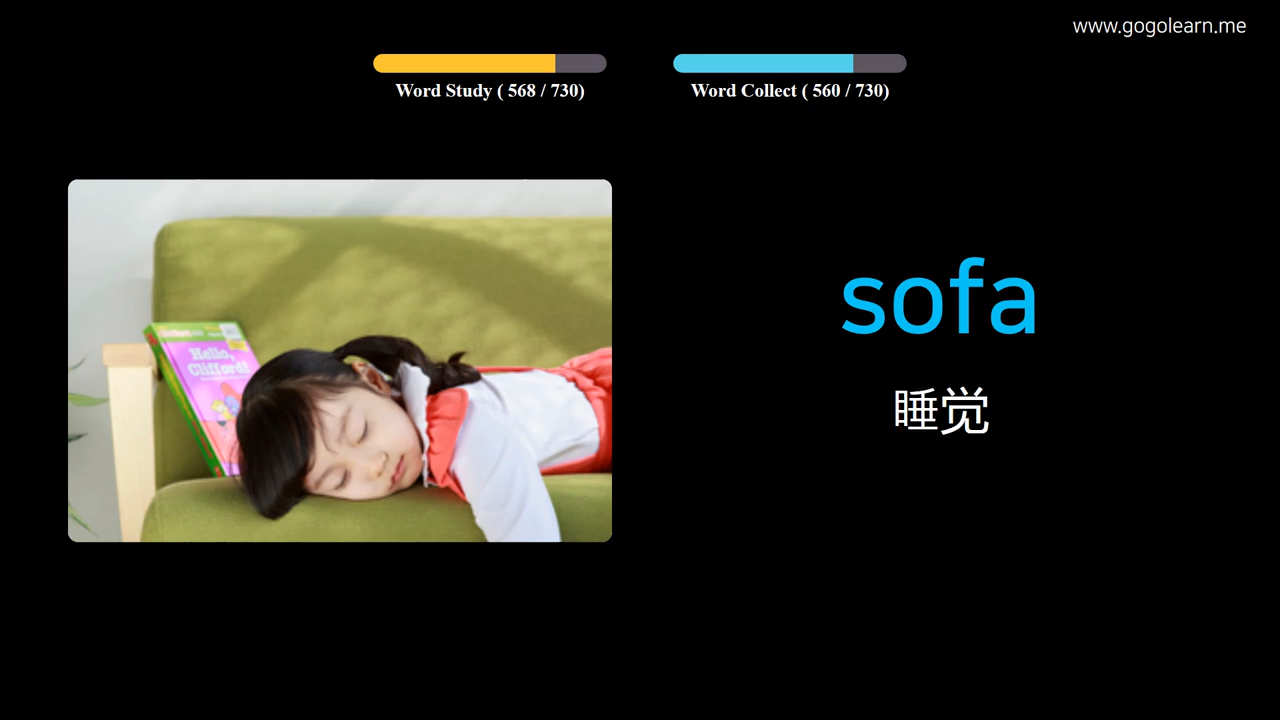 www.gogolearn.me
Word Study ( 568 / 730)
Word Collect ( 560 / 730)
Hello,
Clifford!
sofa
睡觉